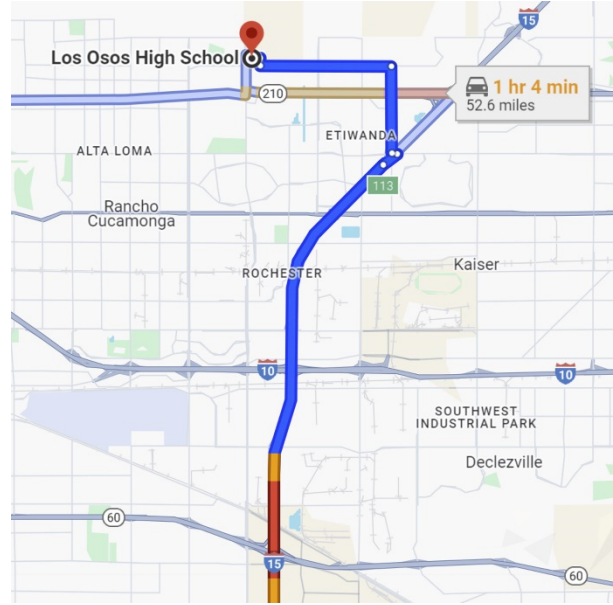 15
Los Osos High School
210
1 hr 4 min
52.6 miles
ETIWANDA
ALTA LOMA
113
Rancho
Cucamonga
Kaiser
ROCHESTER
10
10
SOUTHWEST
INDUSTRIAL PARK
Declezville
60
15
60